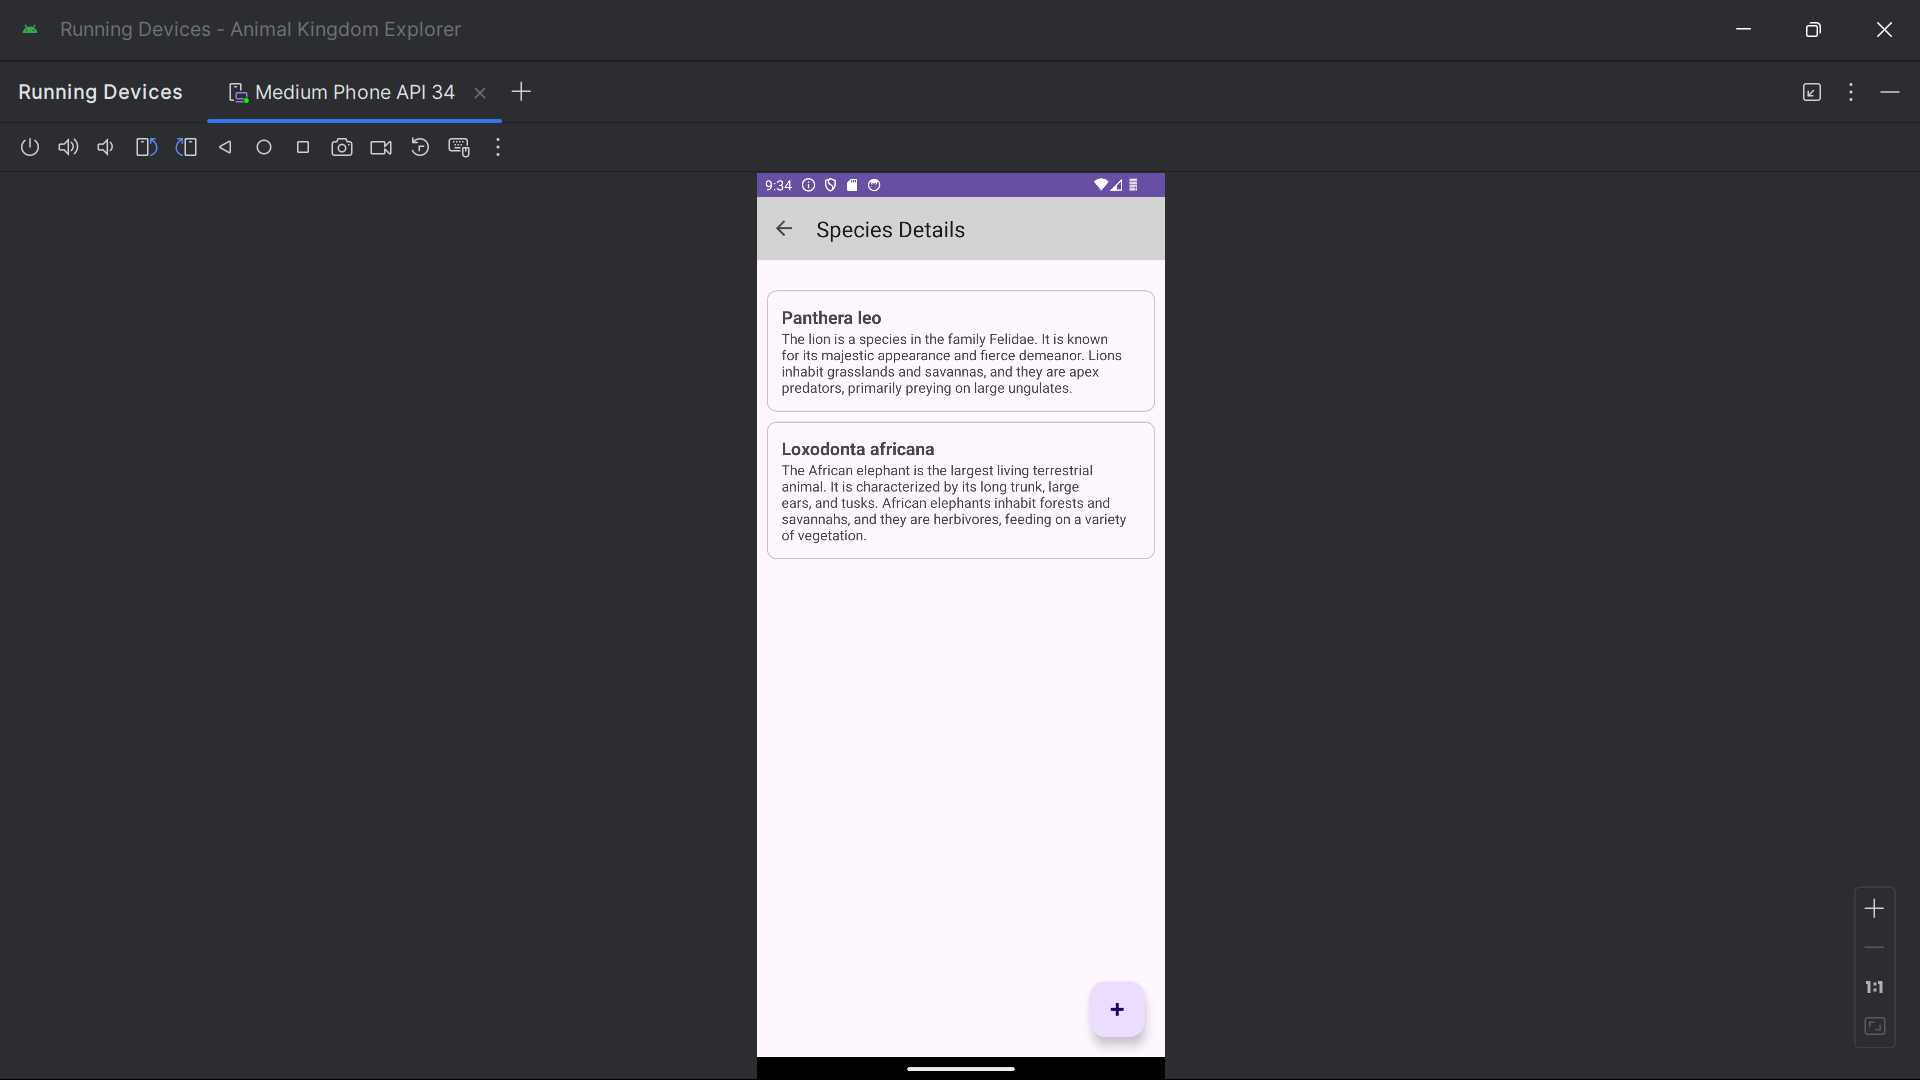 Running Devices - Animal Kingdom Explorer
Running Devices
Medium Phone API 34
9:34
Species Details
Panthera leo
The lion is a species in the family Felidae. It is known
for its majestic appearance and fierce demeanor. Lions
inhabit grasslands and savannas, and they are apex
predators, primarily preying on large ungulates.
Loxodonta africana
The African elephant is the largest living terrestrial
animal. It is characterized by its long trunk, large
ears, and tusks. African elephants inhabit forests and
savannahs, and they are herbivores, feeding on a variety
of vegetation.
1:1